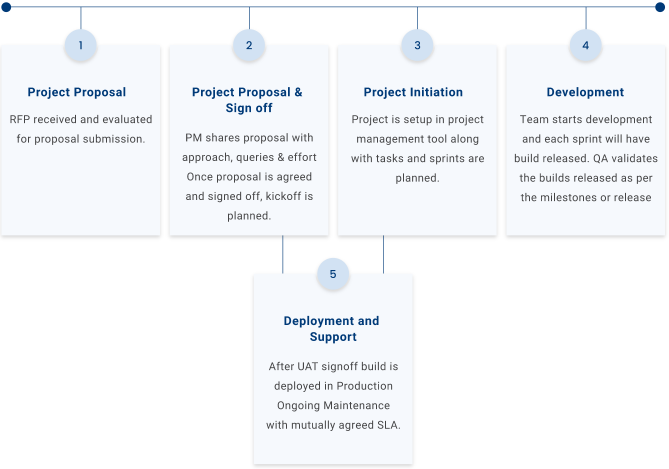 1
Project Proposal
RFP received and evaluated
for proposal submission.
2
Project Proposal &
Sign off
PM shares proposal with
approach, queries & effort
Once proposal is agreed
and signed off, kickoff is
planned.
3
Project Initiation
Project is setup in project
management tool along
with tasks and sprints are
planned.
4
Development
Team starts development
and each sprint will have
build released. QA validates
the builds released as per
the milestones or release
5
Deployment and
Support
After UAT signoff build is
deployed in Production
Ongoing Maintenance
with mutually agreed SLA.